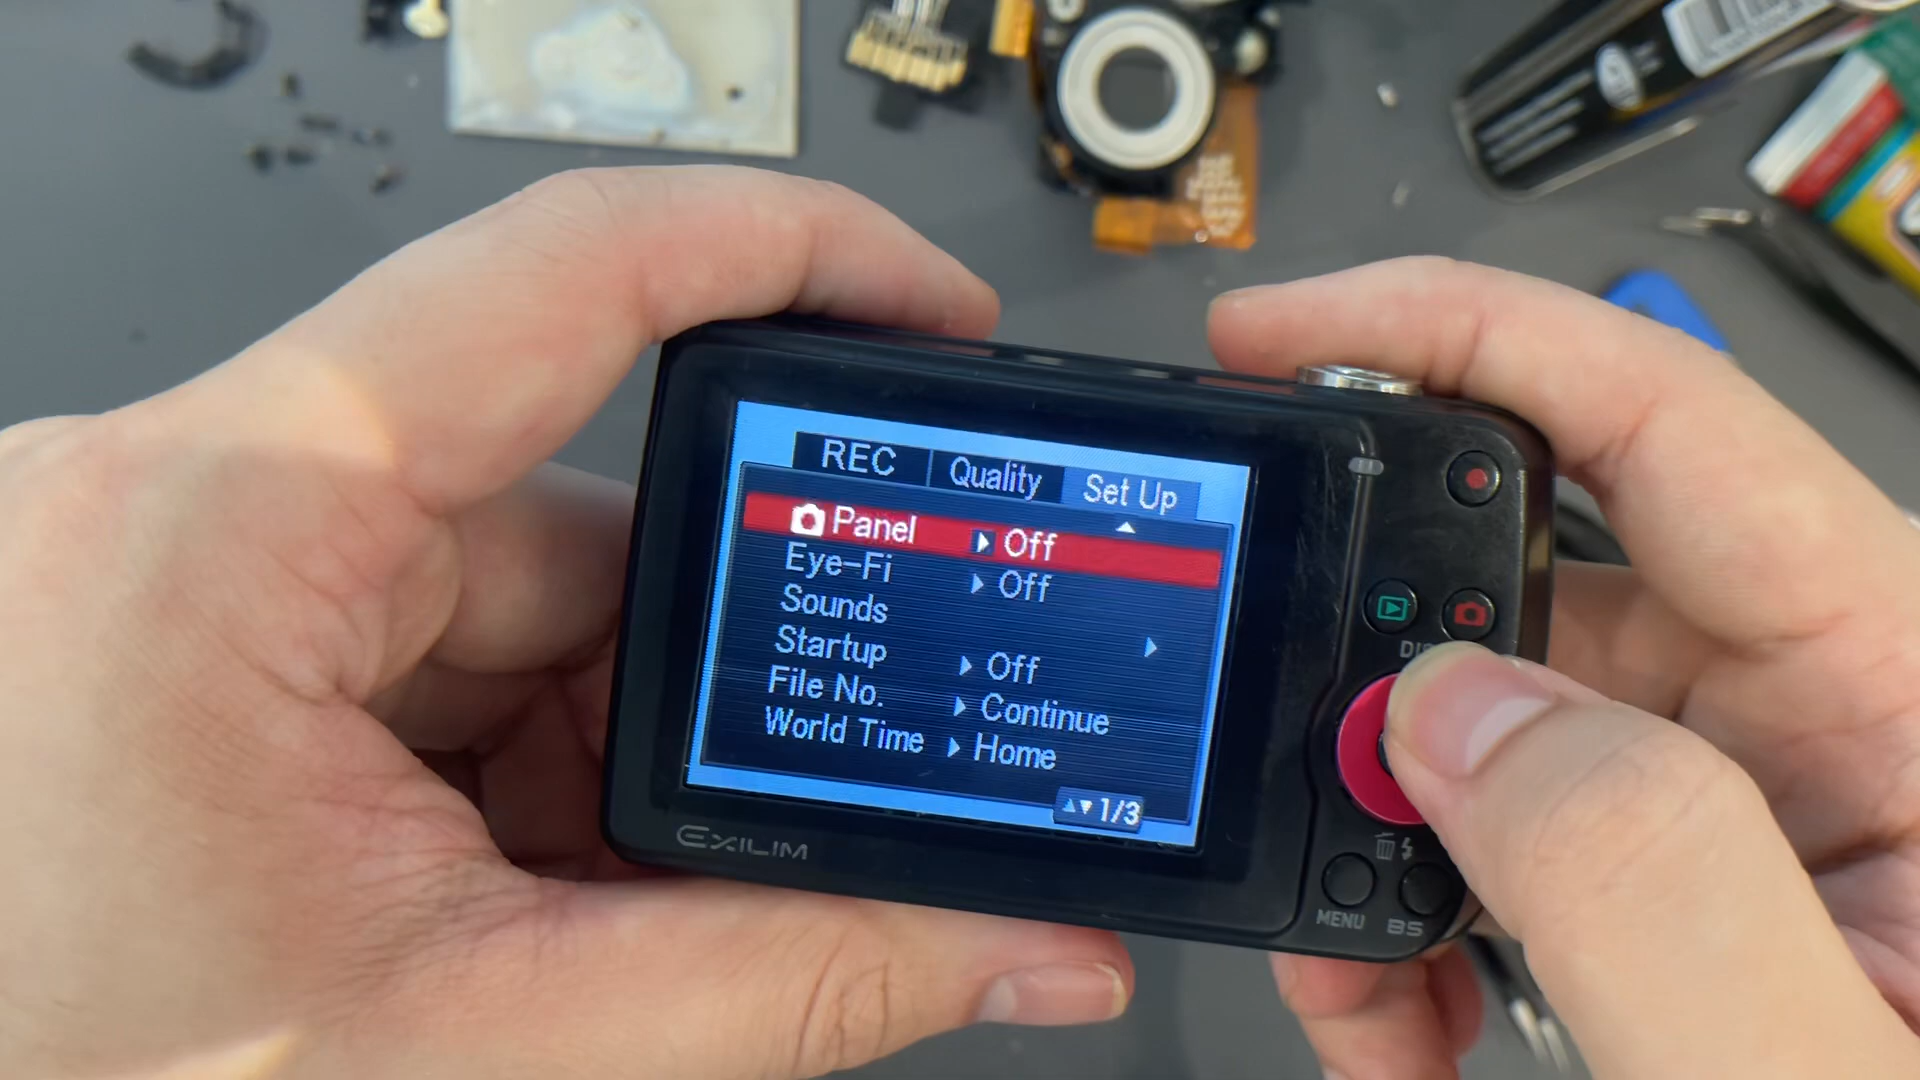 REC Quality Set Up
Panel Off
Eye-Fi Off
Sounds
Startup Off
File No. Continue
World Time Home
1/3
EXILIM
MENU BS